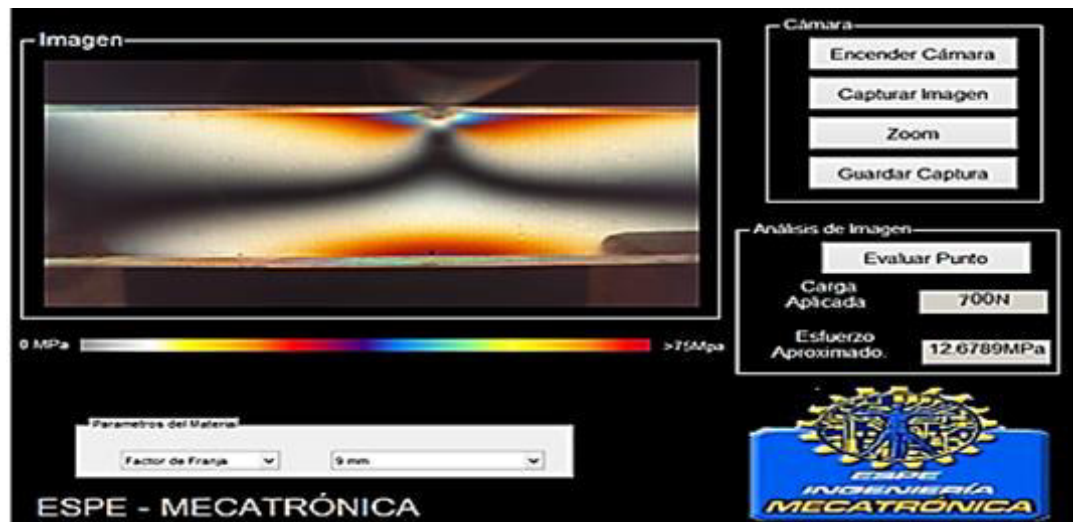 Imagen
0 MPa
>75Mpa
Parametros del Material
Factor de Franja
9 mm
ESPE - MECATRÓNICA
Cámara
Encender Cámara
Capturar Imagen
Zoom
Guardar Captura
Análisis de Imagen
Evaluar Punto
Carga
Aplicada
700N
Esfuerzo
Aproximado.
12.6789MPa
ESPE
INGENIERÍA
MECATRÓNICA